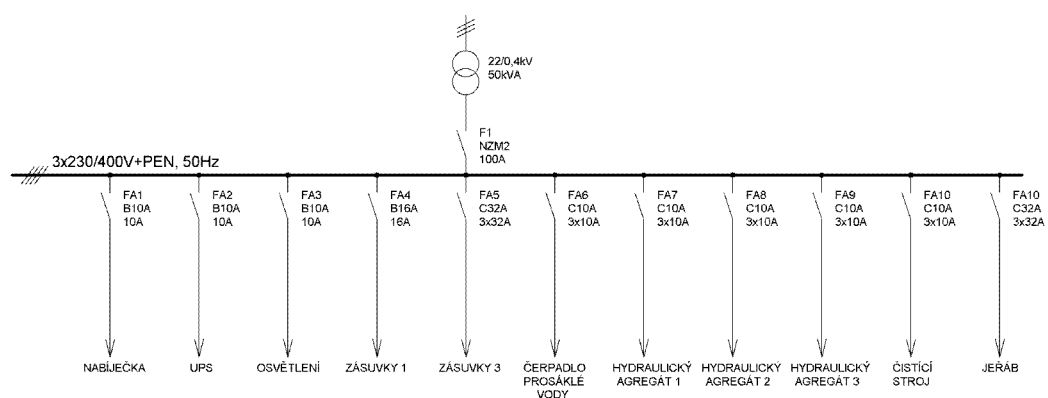 22/0,4kV
50kVA
F1
NZM2
100A
3x230/400V+PEN, 50Hz
FA1
B10A
10A
FA2
B10A
10A
FA3
B10A
10A
FA4
B16A
16A
FA5
C32A
3x32A
FA6
C10A
3x10A
FA7
C10A
3x10A
FA8
C10A
3x10A
FA9
C10A
3x10A
FA10
C10A
3x10A
FA10
C32A
3x32A
NABÍJEČKA
UPS
OSVĚTLENÍ
ZÁSUVKY 1
ZÁSUVKY 3
ČERPADLO
PROSÁKLÉ
VODY
HYDRAULICKÝ
AGREGÁT 1
HYDRAULICKÝ
AGREGÁT 2
HYDRAULICKÝ
AGREGÁT 3
ČISTÍCÍ
STROJ
JEŘÁB